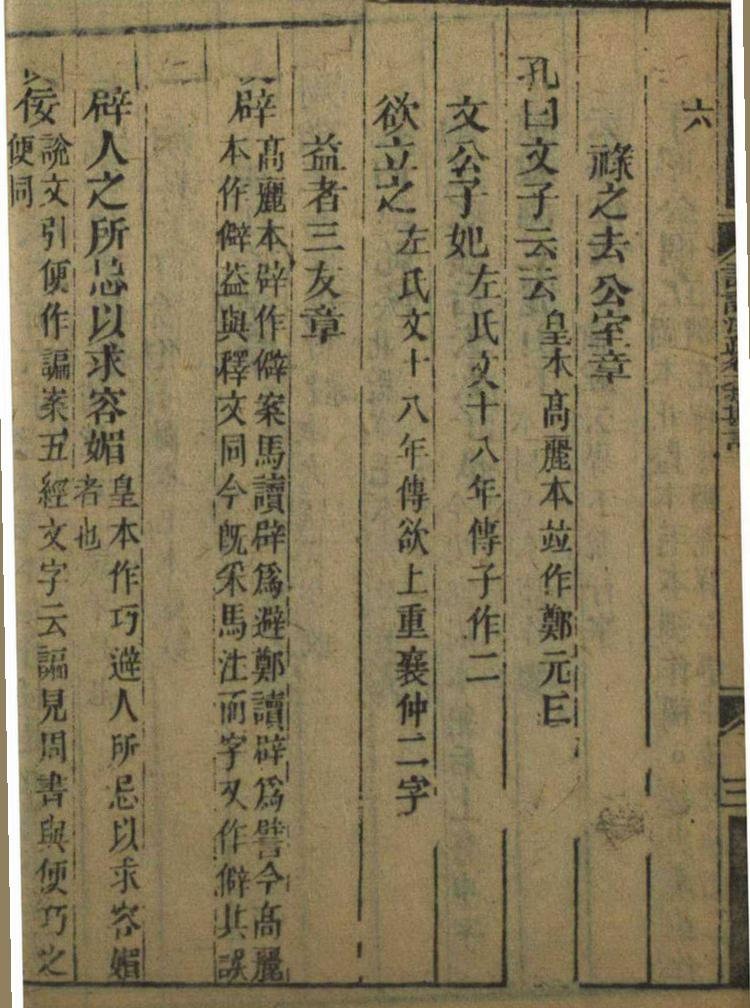 六
祿之去公室章
孔曰文子云云皇本高麗本竝作鄭元曰
文公子妃左氏文十八年傳子作二
欲立之左氏文十八年傳欲上重襄仲二字
益者三友章
辟高麗本辟作僻案馬讀辟爲避鄭讀辟爲譬今高麗
本作僻益與釋文同今旣采馬注而字又作僻其誤
辟人之所忌以求容媚皇本作巧避人所忌以求容媚
者也
佞說文引便作諞案五經文字云諞見周書與便巧之
便同